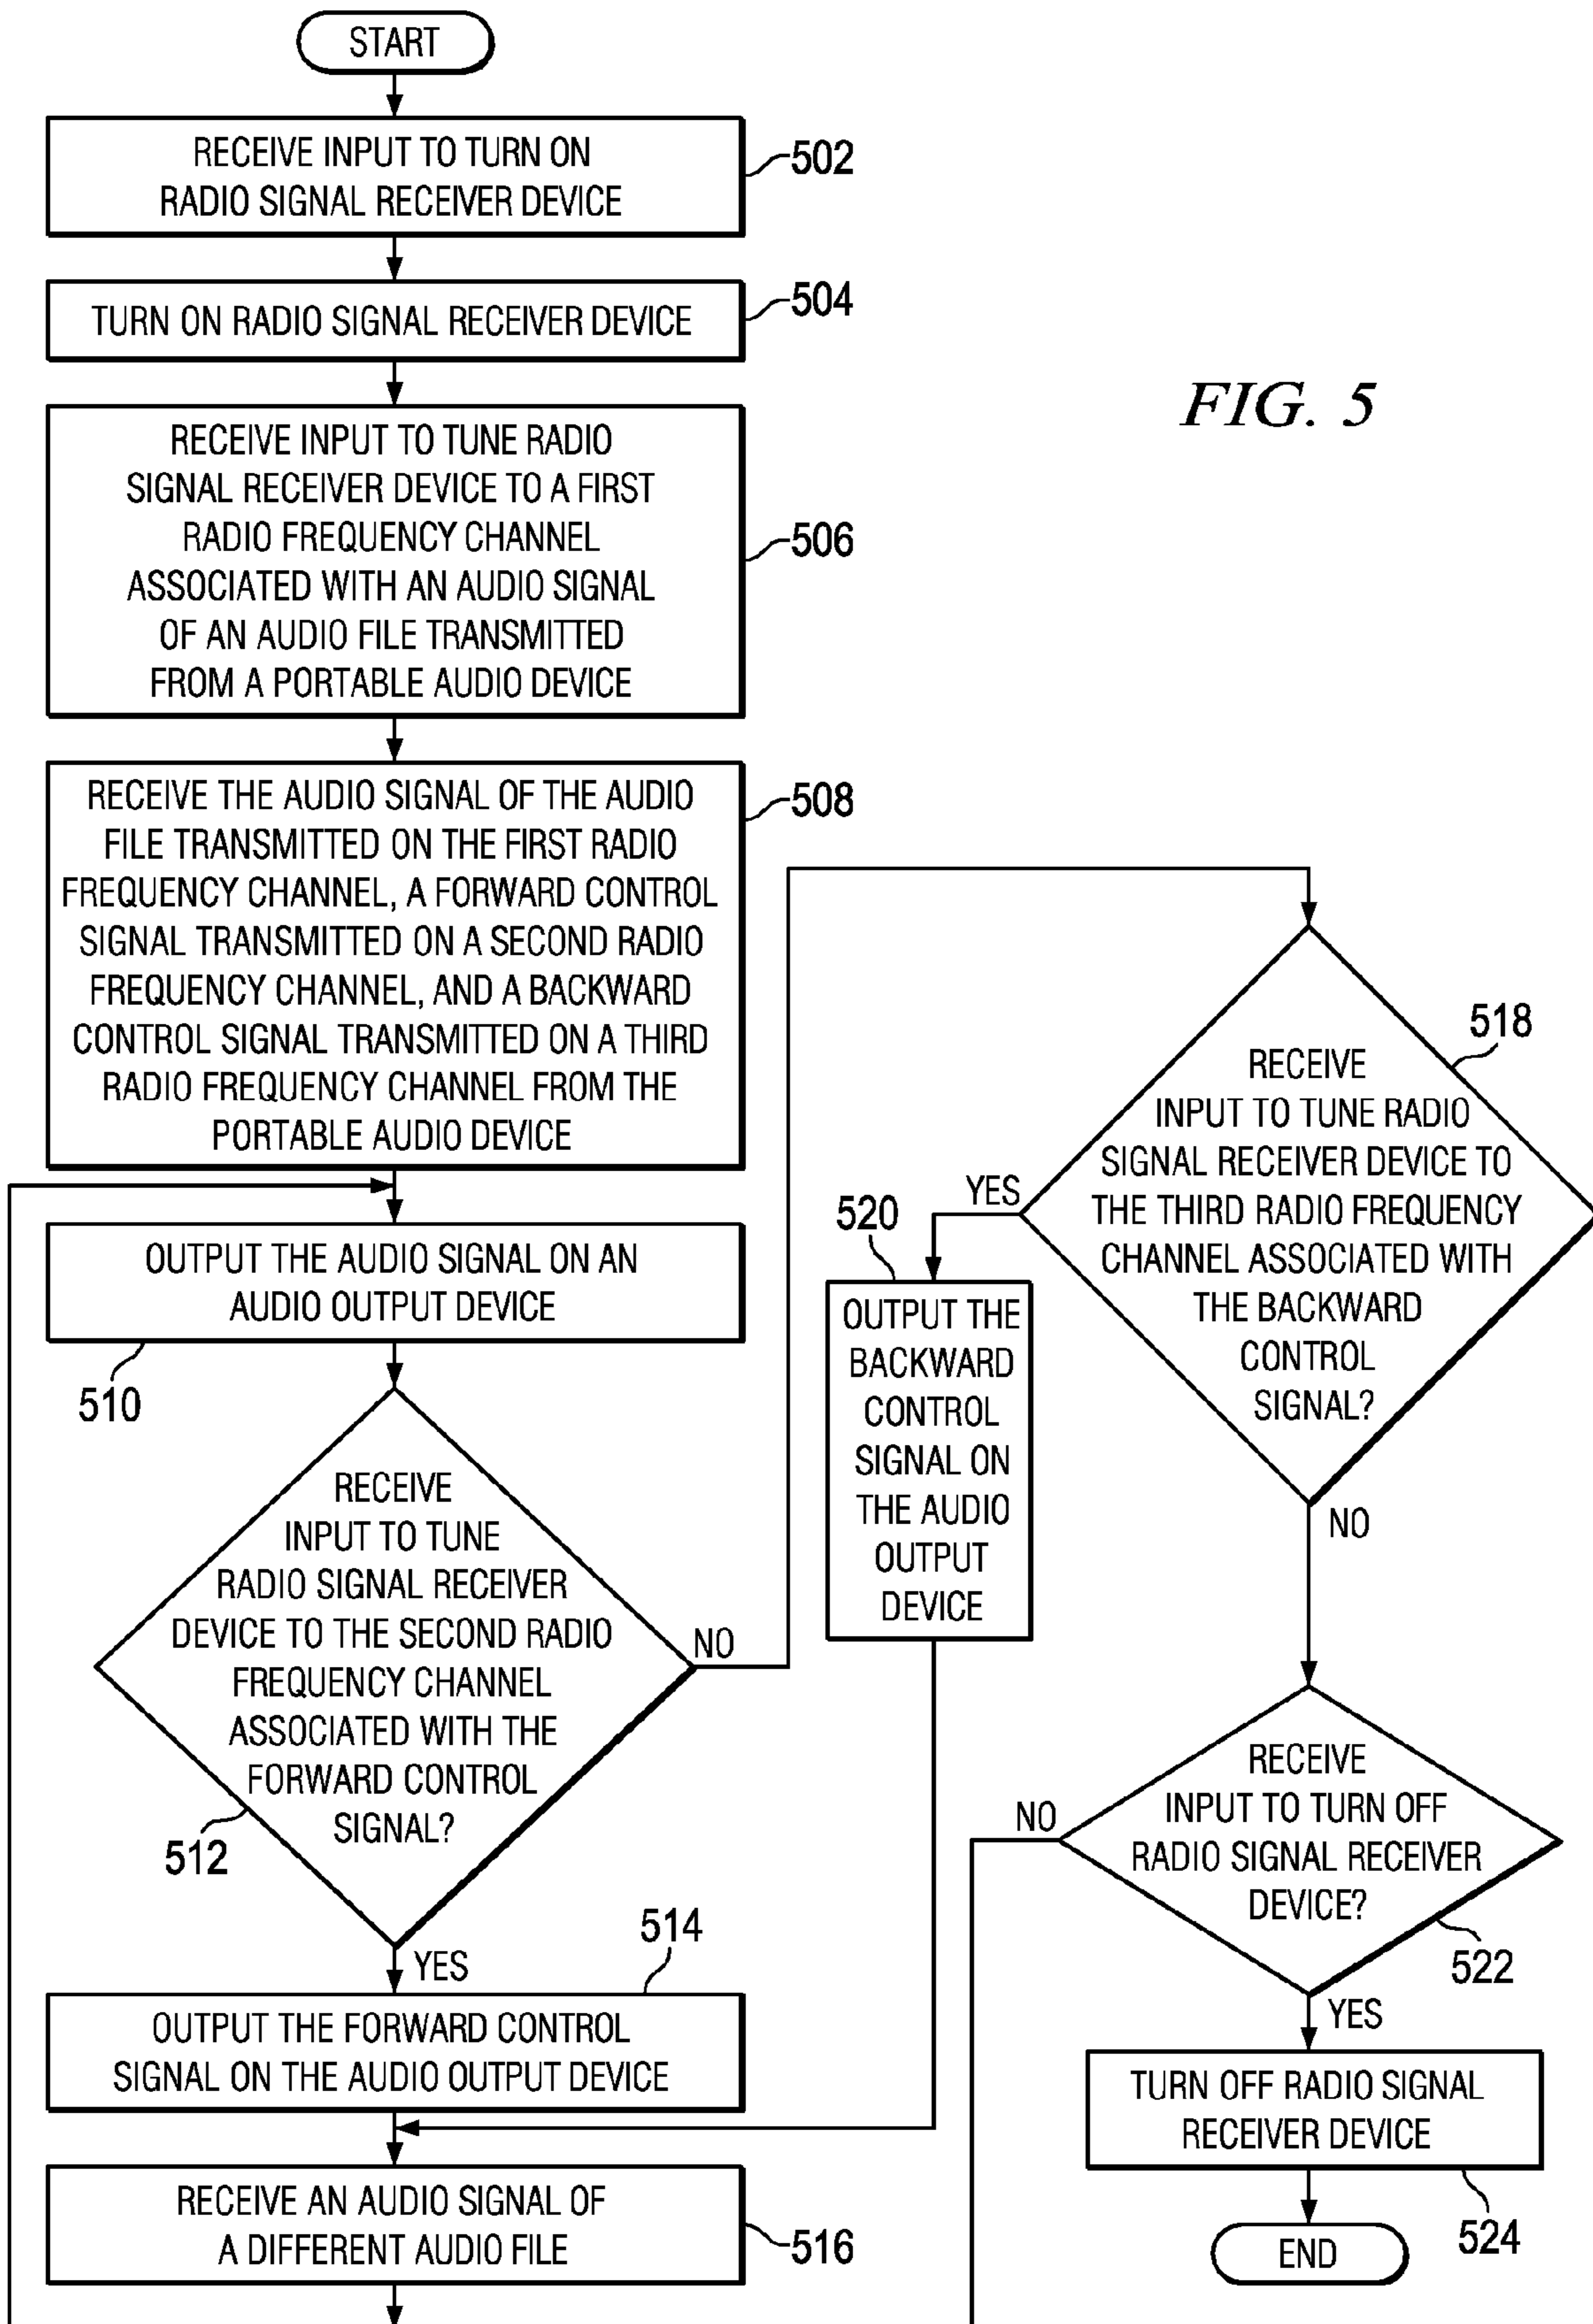 START
RECEIVE INPUT TO TURN ON
RADIO SIGNAL RECEIVER DEVICE
502
TURN ON RADIO SIGNAL RECEIVER DEVICE
504
FIG. 5
RECEIVE INPUT TO TUNE RADIO
SIGNAL RECEIVER DEVICE TO A FIRST
RADIO FREQUENCY CHANNEL
ASSOCIATED WITH AN AUDIO SIGNAL
OF AN AUDIO FILE TRANSMITTED
FROM A PORTABLE AUDIO DEVICE
506
RECEIVE THE AUDIO SIGNAL OF THE AUDIO
FILE TRANSMITTED ON THE FIRST RADIO
FREQUENCY CHANNEL, A FORWARD CONTROL
SIGNAL TRANSMITTED ON A SECOND RADIO
FREQUENCY CHANNEL, AND A BACKWARD
CONTROL SIGNAL TRANSMITTED ON A THIRD
RADIO FREQUENCY CHANNEL FROM THE
PORTABLE AUDIO DEVICE
508
OUTPUT THE AUDIO SIGNAL ON AN
AUDIO OUTPUT DEVICE
510
RECEIVE
INPUT TO TUNE
RADIO SIGNAL RECEIVER
DEVICE TO THE SECOND RADIO
FREQUENCY CHANNEL
ASSOCIATED WITH THE
FORWARD CONTROL
SIGNAL?
512
NO
YES
OUTPUT THE FORWARD CONTROL
SIGNAL ON THE AUDIO OUTPUT DEVICE
514
RECEIVE AN AUDIO SIGNAL OF
A DIFFERENT AUDIO FILE
516
RECEIVE
INPUT TO TUNE RADIO
SIGNAL RECEIVER DEVICE TO
THE THIRD RADIO FREQUENCY
CHANNEL ASSOCIATED WITH
THE BACKWARD
CONTROL
SIGNAL?
518
YES
520
OUTPUT THE
BACKWARD
CONTROL
SIGNAL ON
THE AUDIO
OUTPUT
DEVICE
NO
RECEIVE
INPUT TO TURN OFF
RADIO SIGNAL RECEIVER
DEVICE?
522
NO
YES
TURN OFF RADIO SIGNAL
RECEIVER DEVICE
524
END